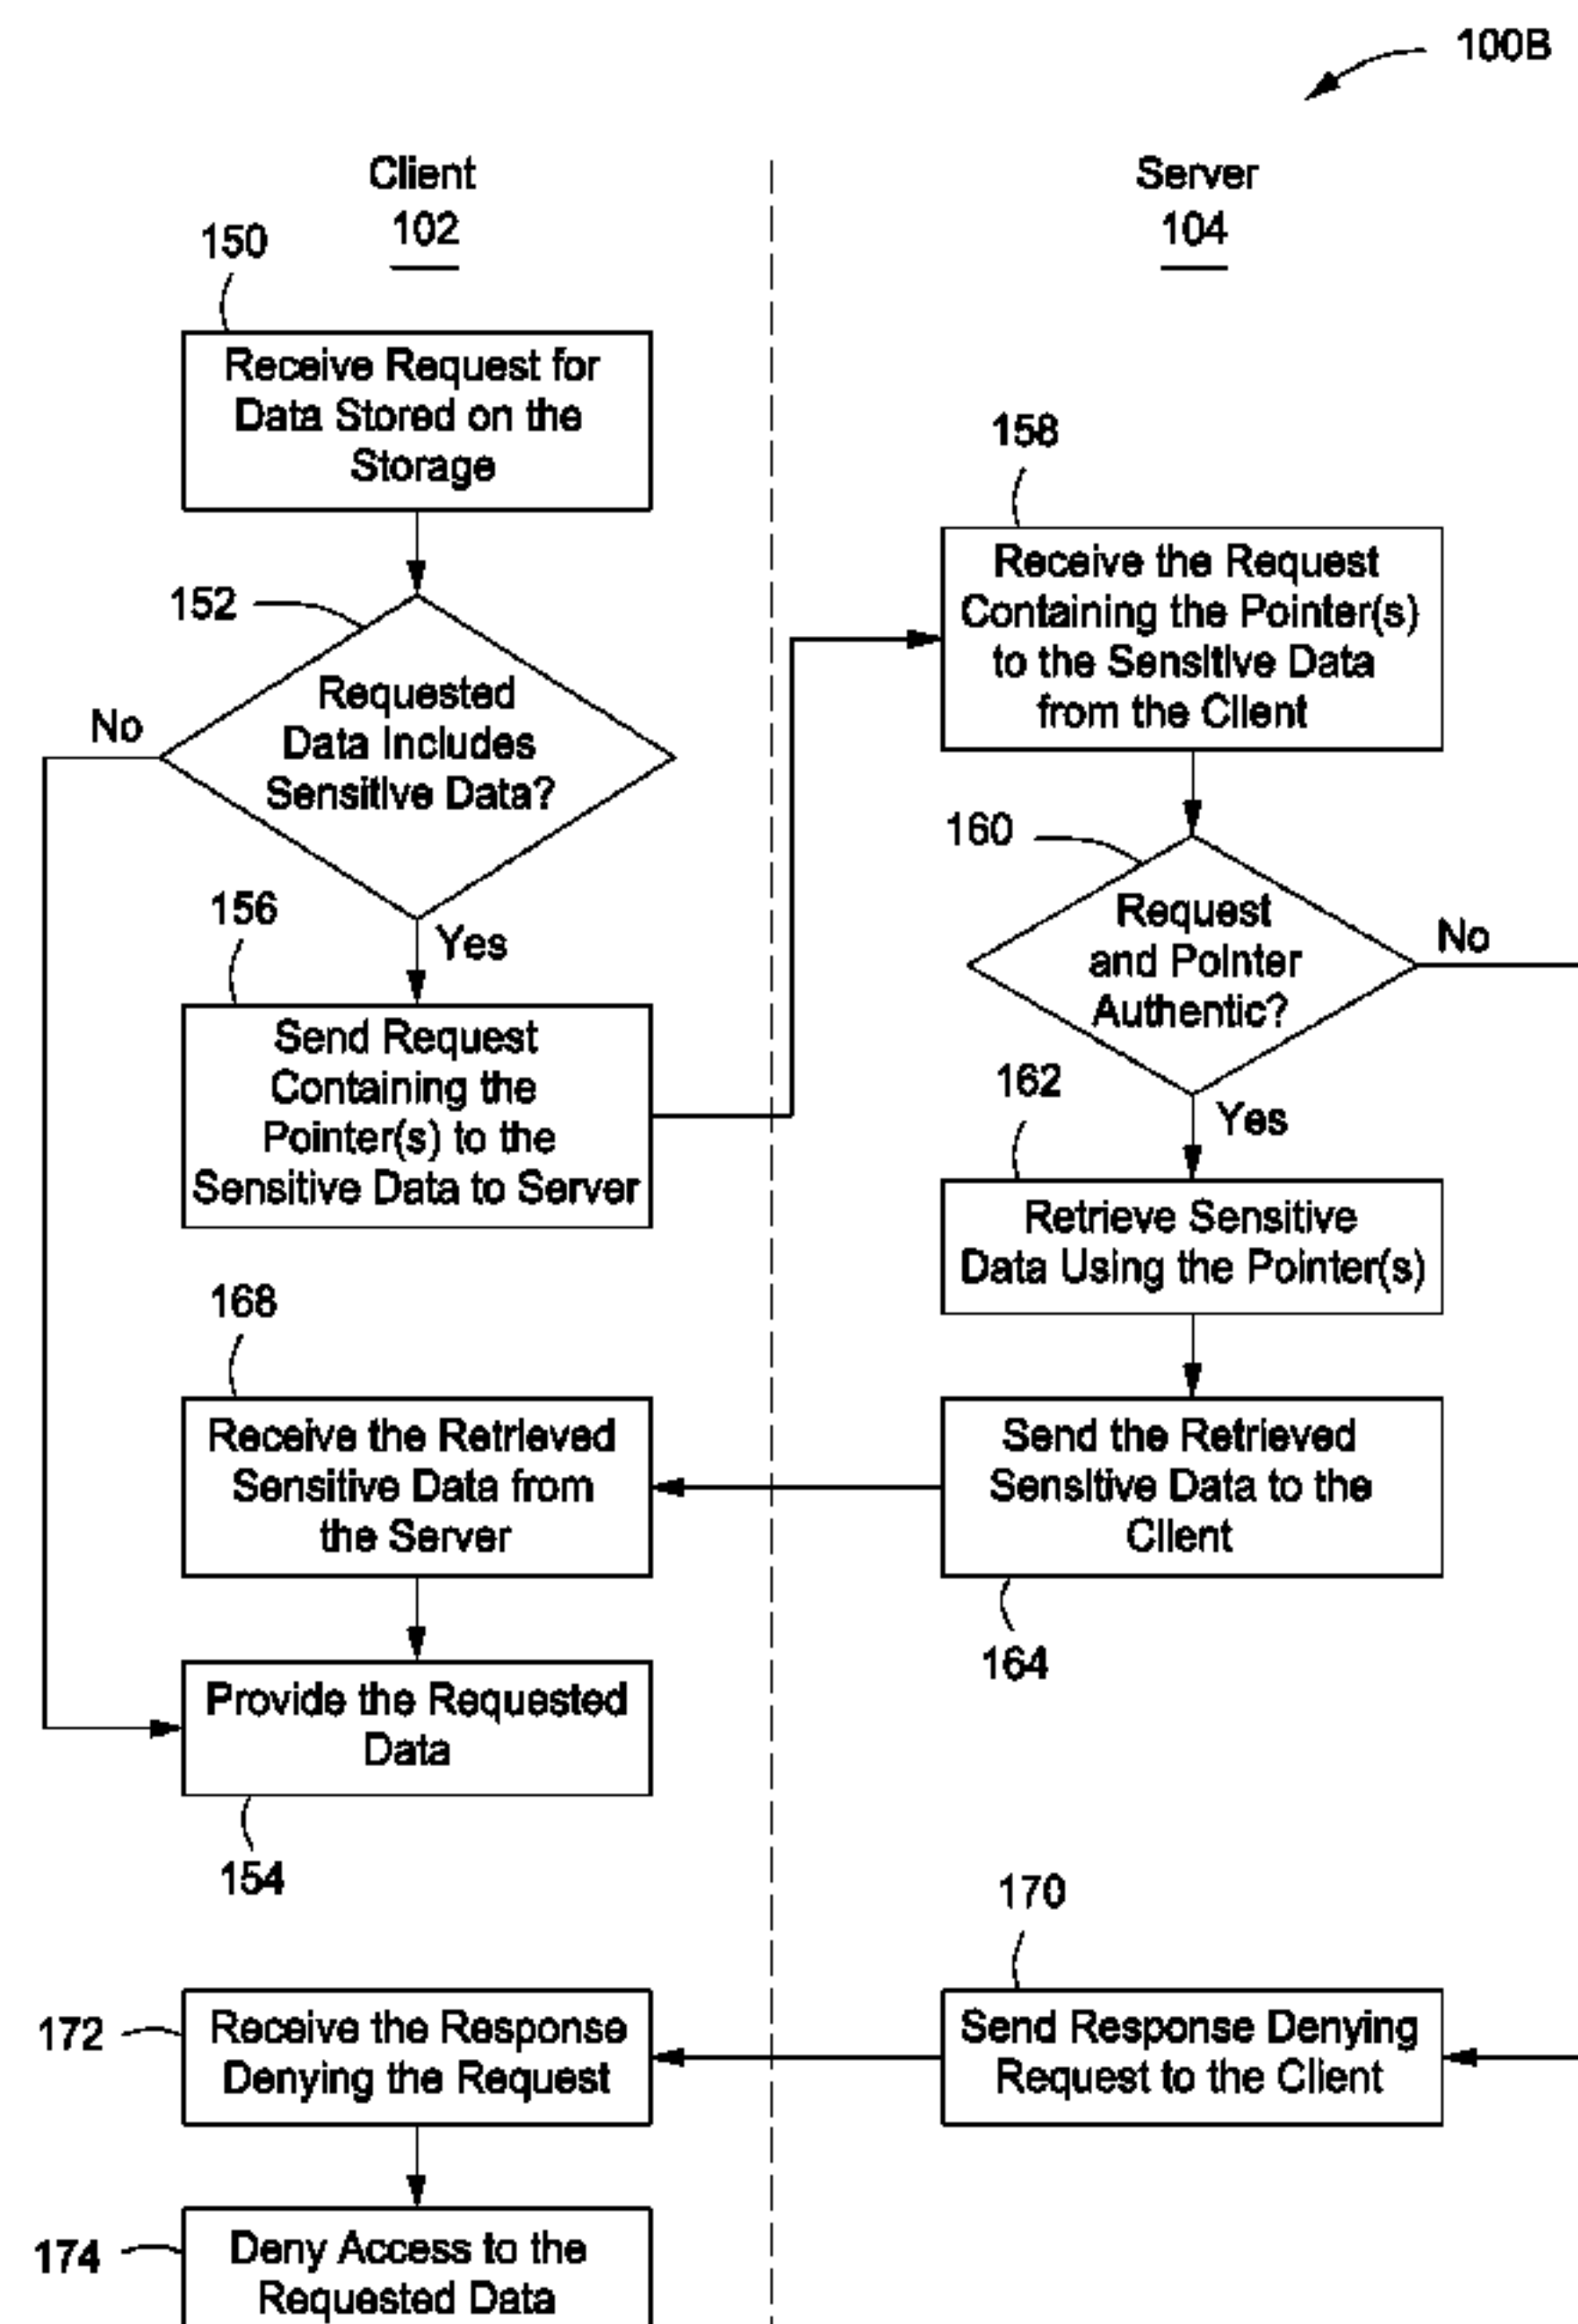 100B
Client
102
Server
104
150
Receive Request for
Data Stored on the
Storage
152
Requested
Data Includes
Sensitive Data?
No
Yes
156
Send Request
Containing the
Pointer(s) to the
Sensitive Data to Server
158
Receive the Request
Containing the Pointer(s)
to the Sensitive Data
from the Client
160
Request
and Pointer
Authentic?
No
Yes
162
Retrieve Sensitive
Data Using the Pointer(s)
168
Receive the Retrieved
Sensitive Data from
the Server
Send the Retrieved
Sensitive Data to the
Client
164
Provide the Requested
Data
154
170
Send Response Denying
Request to the Client
172
Receive the Response
Denying the Request
174
Deny Access to the
Requested Data